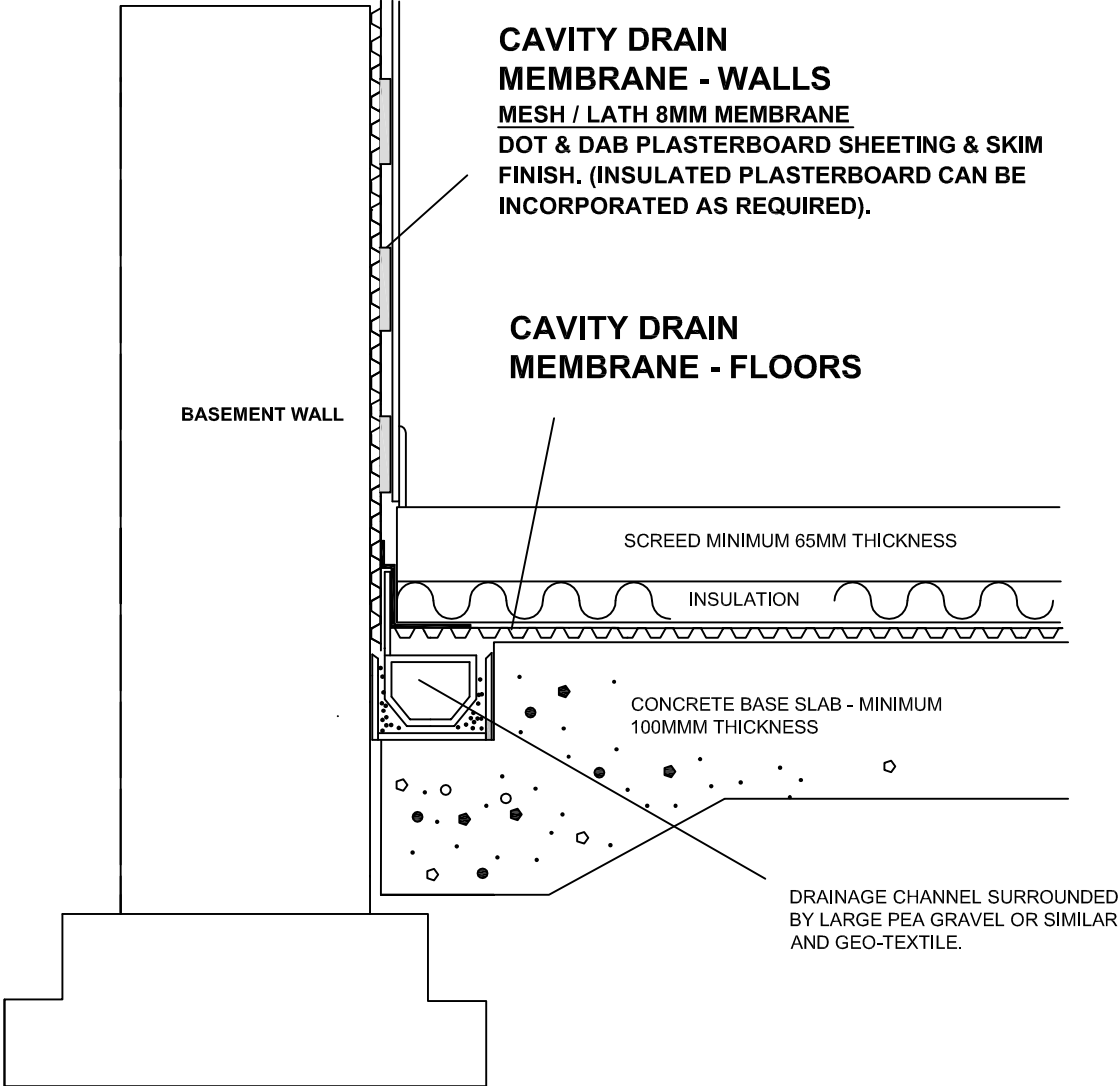 CAVITY DRAIN
MEMBRANE - WALLS
MESH / LATH 8MM MEMBRANE
DOT & DAB PLASTERBOARD SHEETING & SKIM
FINISH. (INSULATED PLASTERBOARD CAN BE
INCORPORATED AS REQUIRED).
CAVITY DRAIN
MEMBRANE - FLOORS
BASEMENT WALL
SCREED MINIMUM 65MM THICKNESS
INSULATION
CONCRETE BASE SLAB - MINIMUM
100MMM THICKNESS
DRAINAGE CHANNEL SURROUNDED
BY LARGE PEA GRAVEL OR SIMILAR
AND GEO-TEXTILE.